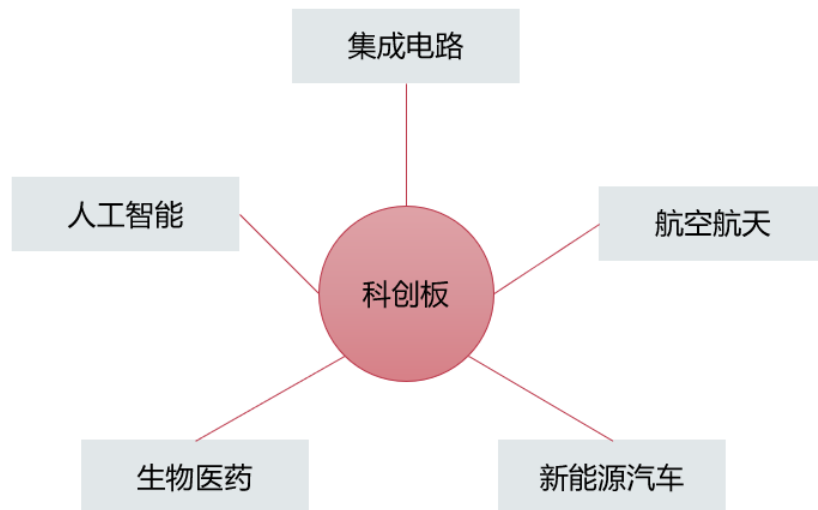 集成电路
人工智能
航空航天
科创板
生物医药
新能源汽车